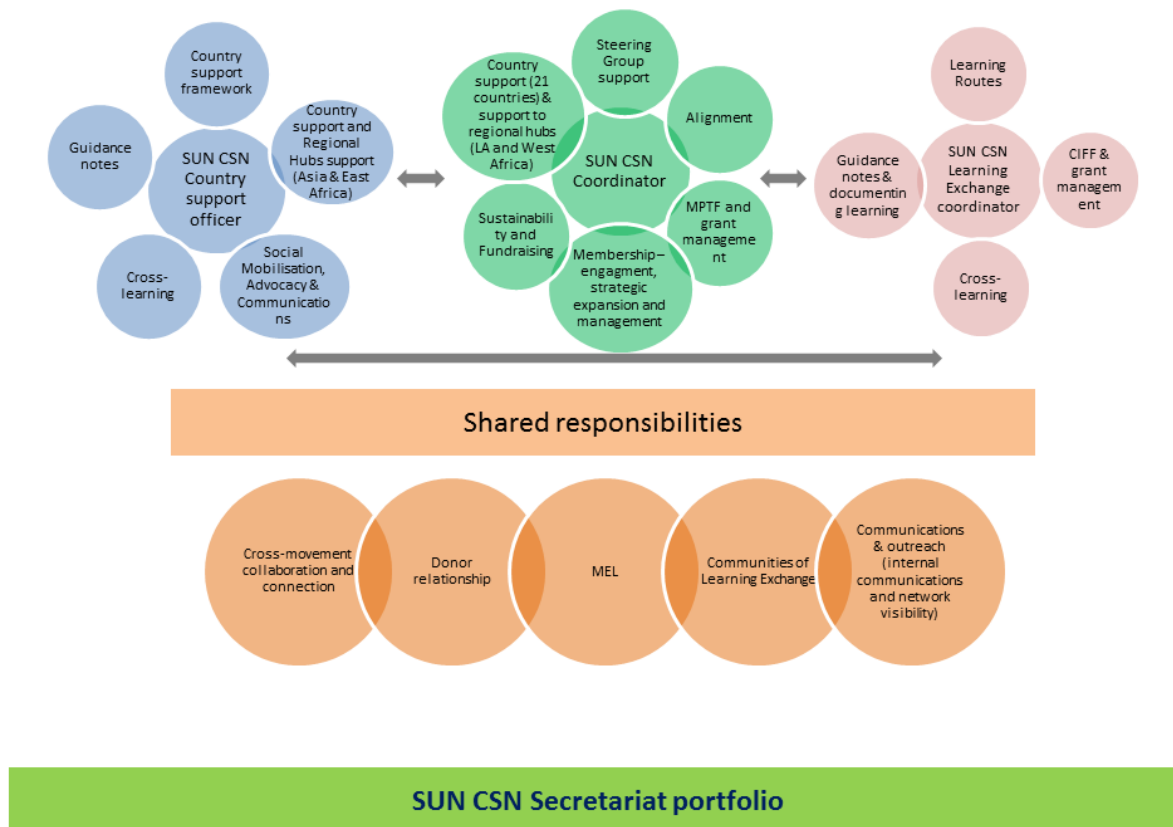 Country
support
framework
Guidance
notes
SUN CSN
Country
support
officer
Country
support and
Regional
Hubs support
(Asia & East
Africa)
Cross-
learning
Social
Mobilisation,
Advocacy &
Communicatio
ns
Steering
Group
support
Country
support (21
countries) &
support to
regional hubs
(LA and West
Africa)
Alignment
SUN CSN
Coordinator
Sustainabili
ty and
Fundraising
MPTF and
grant
manageme
nt
Membership–
engagment,
strategic
expansion and
management
Learning
Routes
Guidance
notes &
documentin
g learning
SUN CSN
Learning
Exchange
coordinator
CIFF &
grant
managem
ent
Cross-
learning
Shared responsibilities
Cross-movement
collaboration and
connection
Donor
relationship
MEL
Communities of
Learning Exchange
Communications
& outreach
(internal
communications
and network
visibility)
SUN CSN Secretariat portfolio